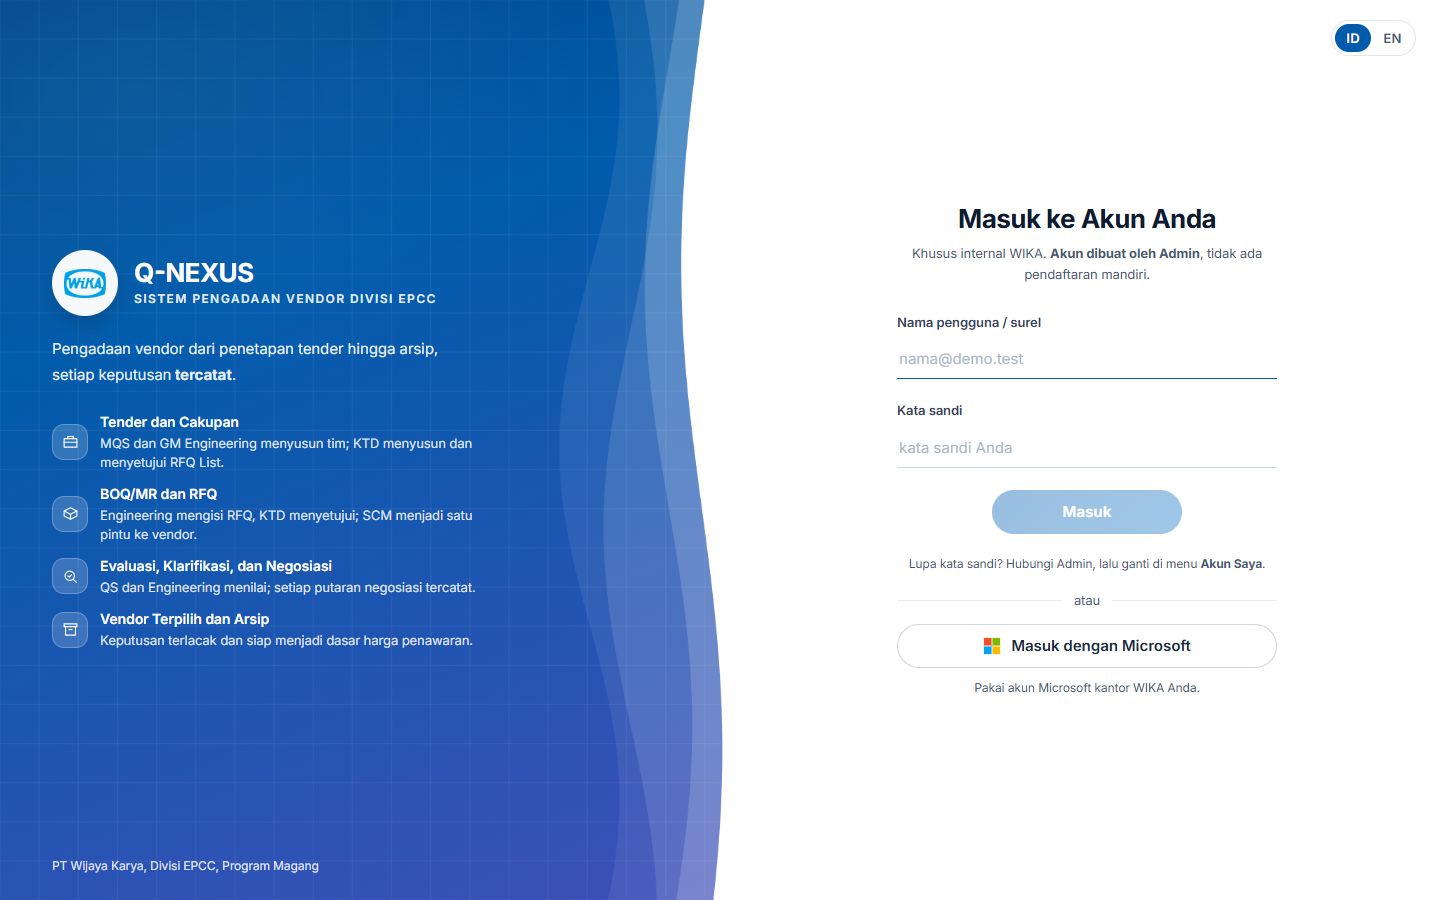 WiKA
Q-NEXUS
SISTEM PENGADAAN VENDOR DIVISI EPCC
Pengadaan vendor dari penetapan tender hingga arsip,
setiap keputusan tercatat.
Tender dan Cakupan
MQS dan GM Engineering menyusun tim; KTD menyusun dan
menyetujui RFQ List.
BOQ/MR dan RFQ
Engineering mengisi RFQ, KTD menyetujui; SCM menjadi satu
pintu ke vendor.
Evaluasi, Klarifikasi, dan Negosiasi
QS dan Engineering menilai; setiap putaran negosiasi tercatat.
Vendor Terpilih dan Arsip
Keputusan terlacak dan siap menjadi dasar harga penawaran.
PT Wijaya Karya, Divisi EPCC, Program Magang
ID EN
Masuk ke Akun Anda
Khusus internal WIKA. Akun dibuat oleh Admin, tidak ada
pendaftaran mandiri.
Nama pengguna / surel
nama@demo.test
Kata sandi
kata sandi Anda
Masuk
Lupa kata sandi? Hubungi Admin, lalu ganti di menu Akun Saya.
atau
Masuk dengan Microsoft
Pakai akun Microsoft kantor WIKA Anda.